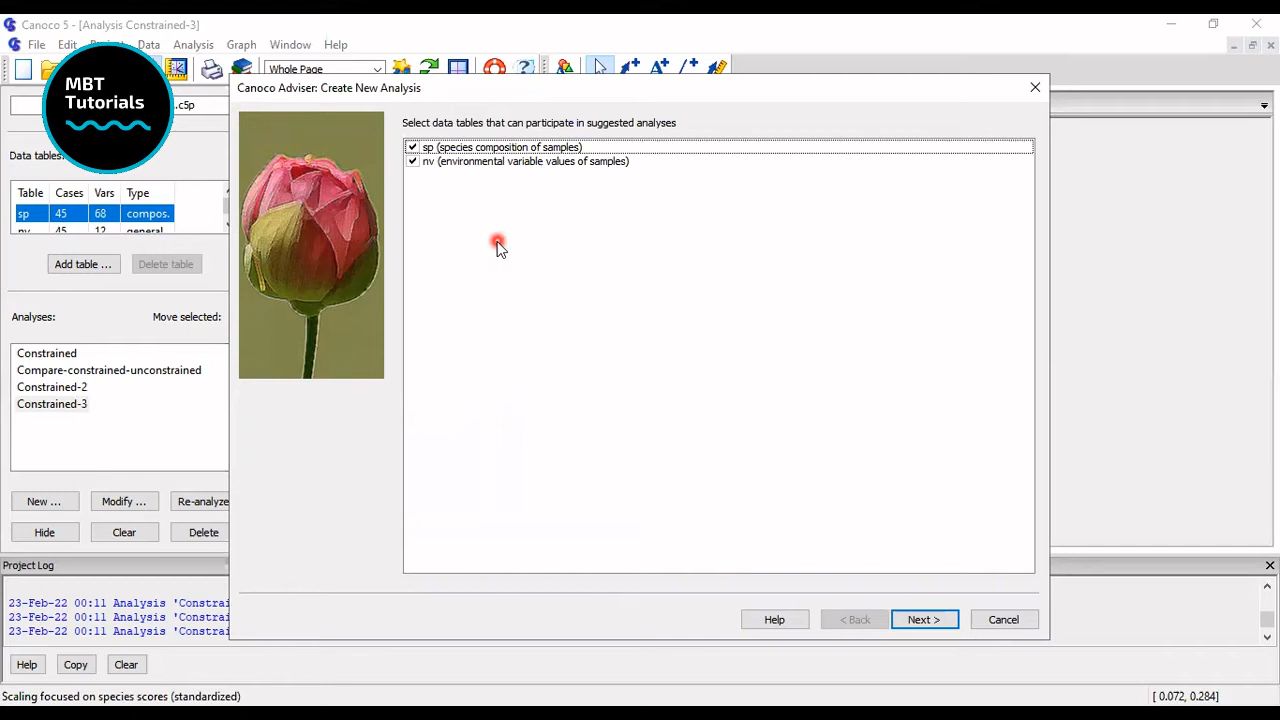 Canoco 5 - [Analysis Constrained-3]
File Edit Data Analysis Graph Window Help
MBT
Tutorials
Whole Page
.c5p
Canoco Adviser: Create New Analysis
Select data tables that can participate in suggested analyses
sp (species composition of samples)
nv (environmental variable values of samples)
Data tables:
Table Cases Vars Type
sp 45 68 compos.
nv 45 12 general
Add table ... Delete table
Analyses: Move selected:
Constrained
Compare-constrained-unconstrained
Constrained-2
Constrained-3
New ... Modify ... Re-analyze
Hide Clear Delete
Help < Back Next > Cancel
Project Log
23-Feb-22 00:11 Analysis 'Constrai
23-Feb-22 00:11 Analysis 'Constrai
23-Feb-22 00:11 Analysis 'Constrai
Help Copy Clear
Scaling focused on species scores (standardized) [ 0.072, 0.284]